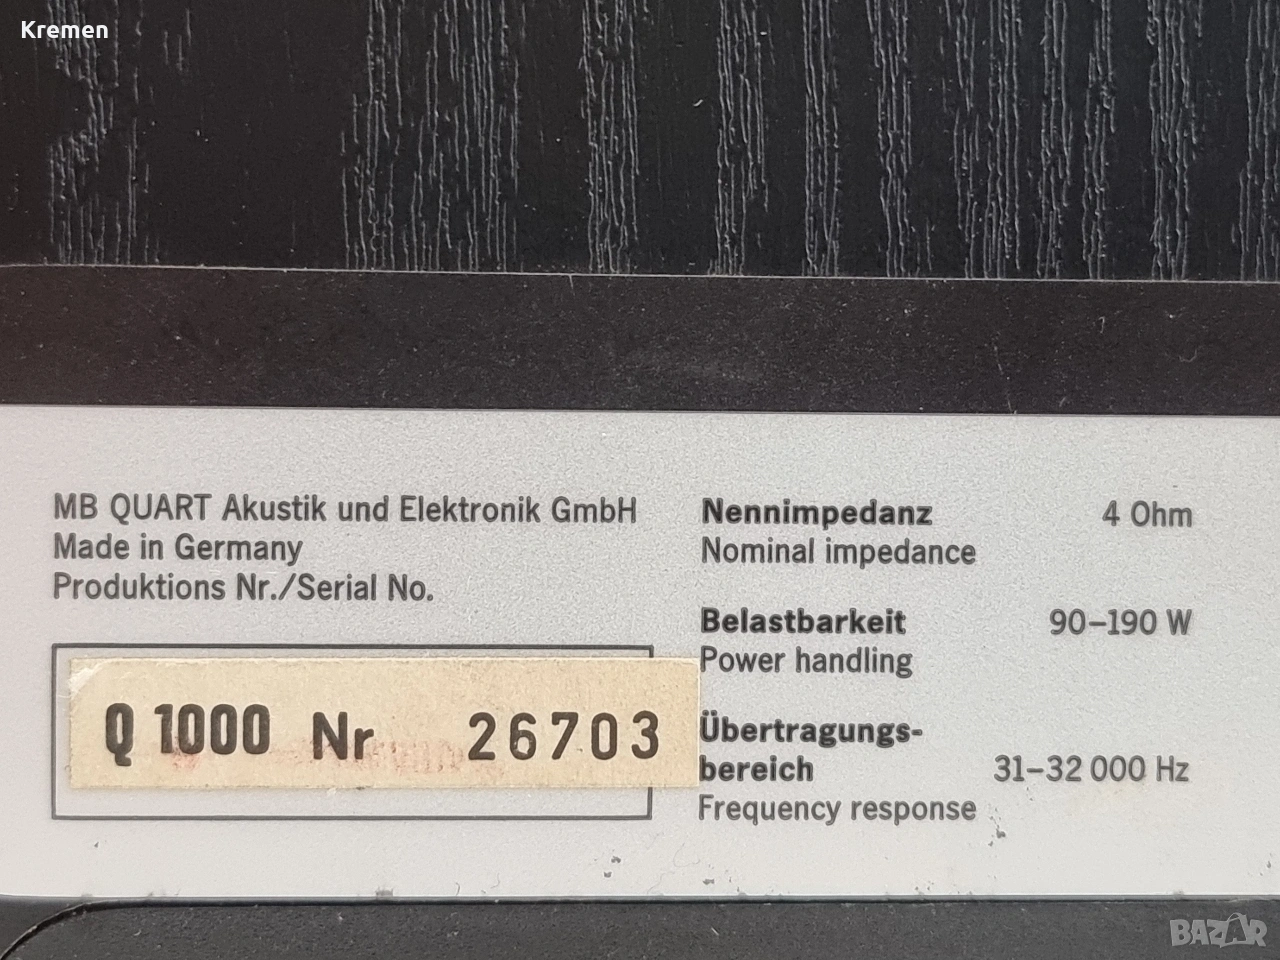 Kremen
MB QUART Akustik und Elektronik GmbH
Made in Germany
Produktions Nr./Serial No.
Q 1000 Nr 26703
Nennimpedanz 4 Ohm
Nominal impedance
Belastbarkeit 90–190 W
Power handling
Übertragungs-
bereich 31–32 000 Hz
Frequency response
BAZAR